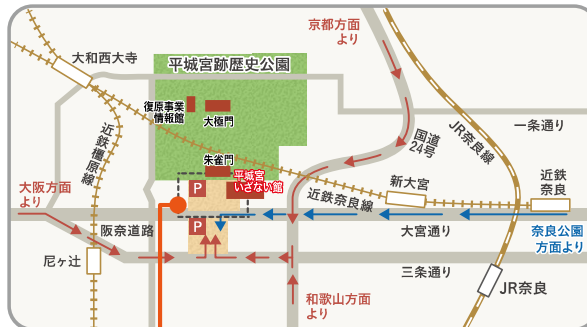 京都方面
より
大和西大寺
平城宮跡歴史公園
復原事業
情報館
大極門
一条通り
近鉄橿原線
国道
24号
JR奈良線
朱雀門
平城宮
いざない館
P
大阪方面
より
近鉄奈良線
新大宮
近鉄
奈良
P
阪奈道路
大宮通り
奈良公園
方面より
尼ヶ辻
三条通り
和歌山方面
より
JR奈良